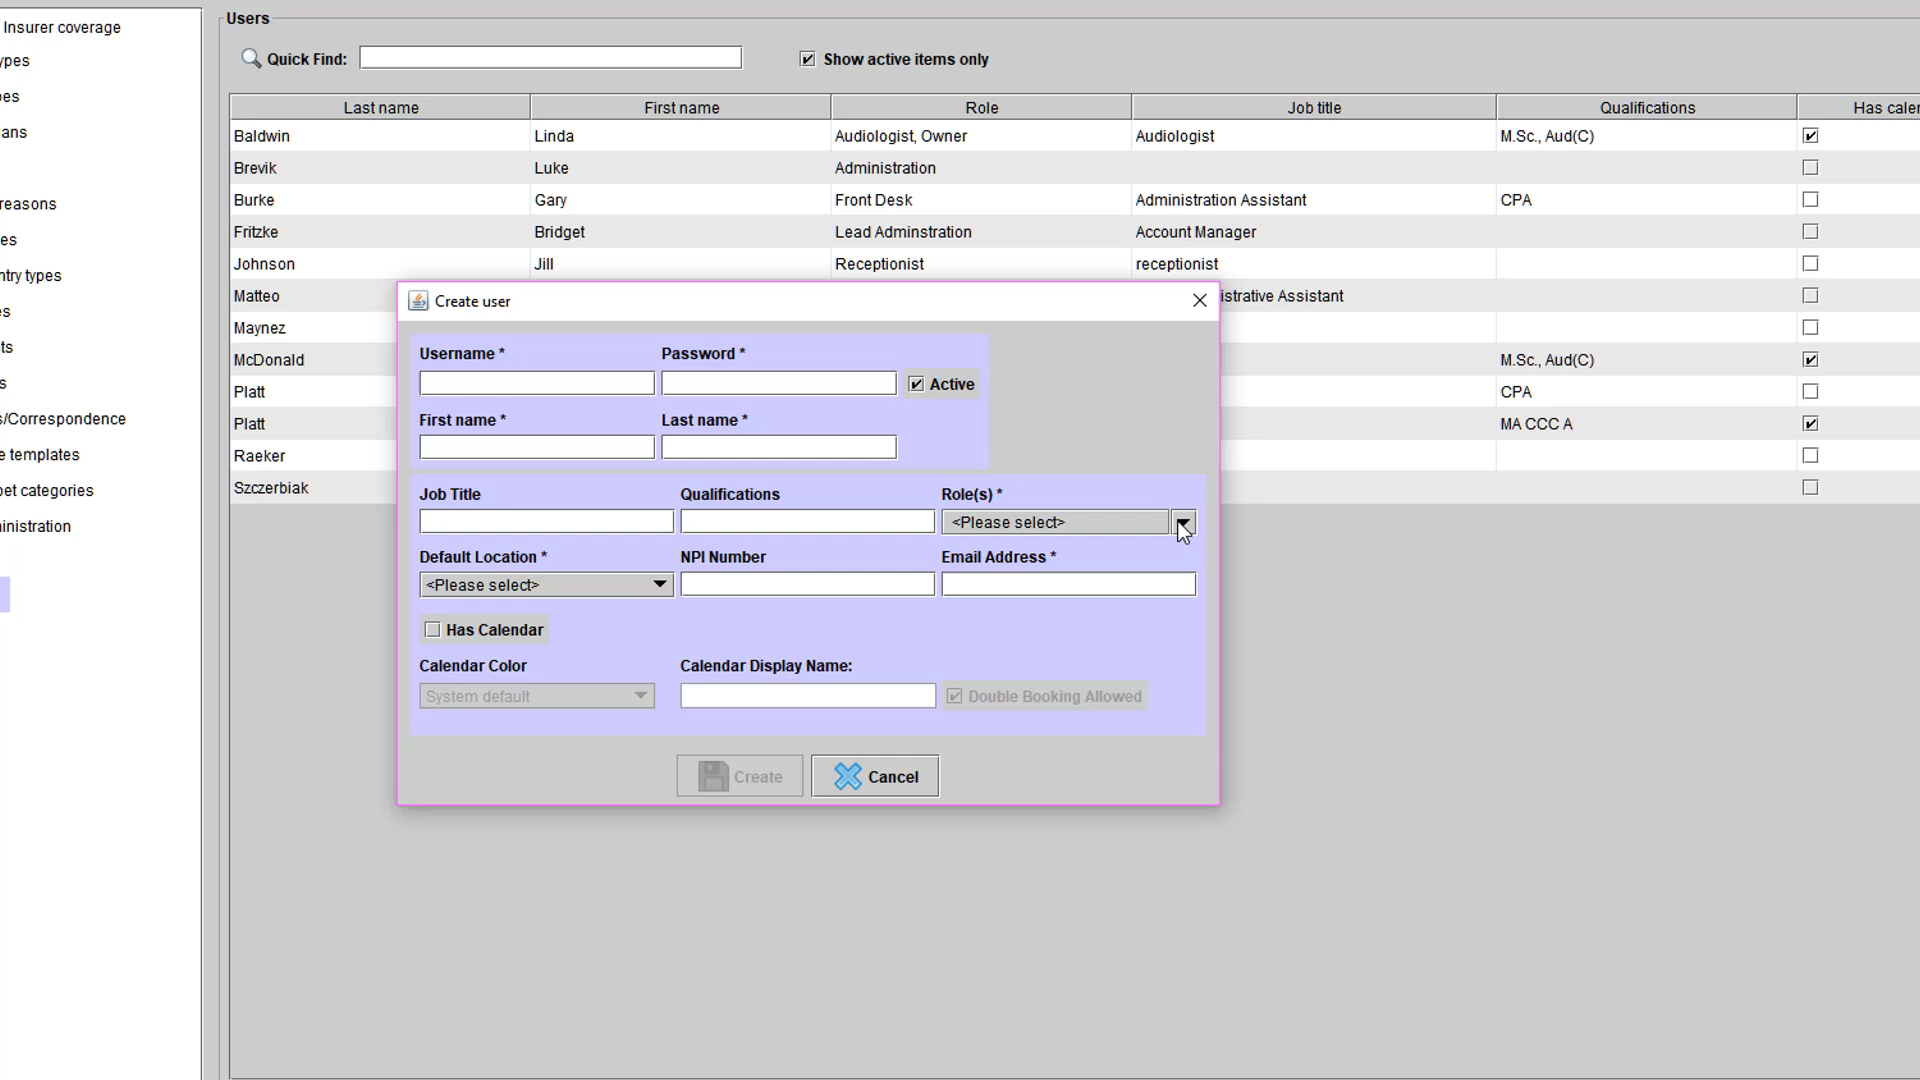 Insurer coverage
ypes
pes
ans
reasons
es
ntry types
es
ts
s
s/Correspondence
e templates
pet categories
inistration
Users
Quick Find:
Show active items only
Last name First name Role Job title Qualifications Has caler
Baldwin Linda Audiologist, Owner Audiologist M.Sc., Aud(C)
Brevik Luke Administration
Burke Gary Front Desk Administration Assistant CPA
Fritzke Bridget Lead Adminstration Account Manager
Johnson Jill Receptionist receptionist
Matteo istrative Assistant
Maynez
McDonald M.Sc., Aud(C)
Platt CPA
Platt MA CCC A
Raeker
Szczerbiak
Create user
Username * Password *
Active
First name * Last name *
Job Title Qualifications Role(s) *
<Please select>
Default Location * NPI Number Email Address *
<Please select>
Has Calendar
Calendar Color Calendar Display Name:
System default Double Booking Allowed
Create Cancel